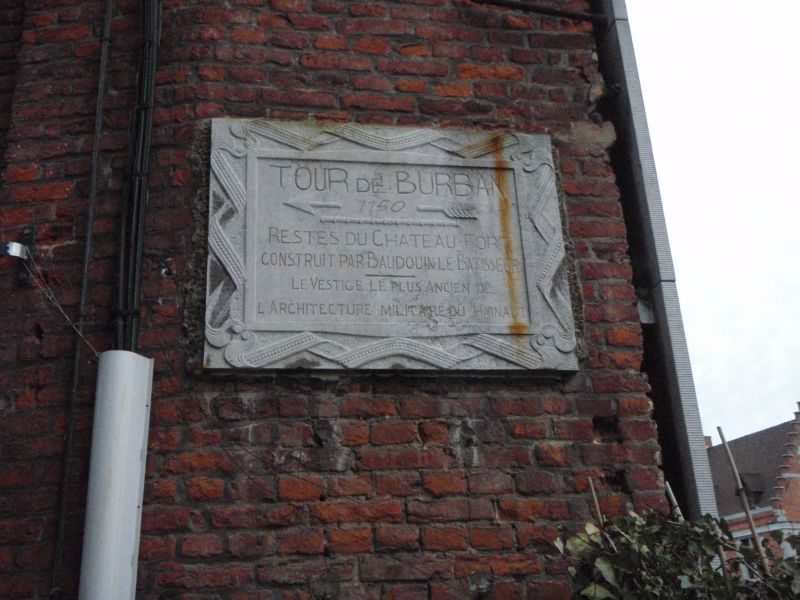 TOUR DE BURBAN
1150
RESTES DU CHATEAU-FORT
CONSTRUIT PAR BAUDOUIN LE BATISSEUR
LE VESTIGE LE PLUS ANCIEN DE
L'ARCHITECTURE MILITAIRE DU HAINAUT